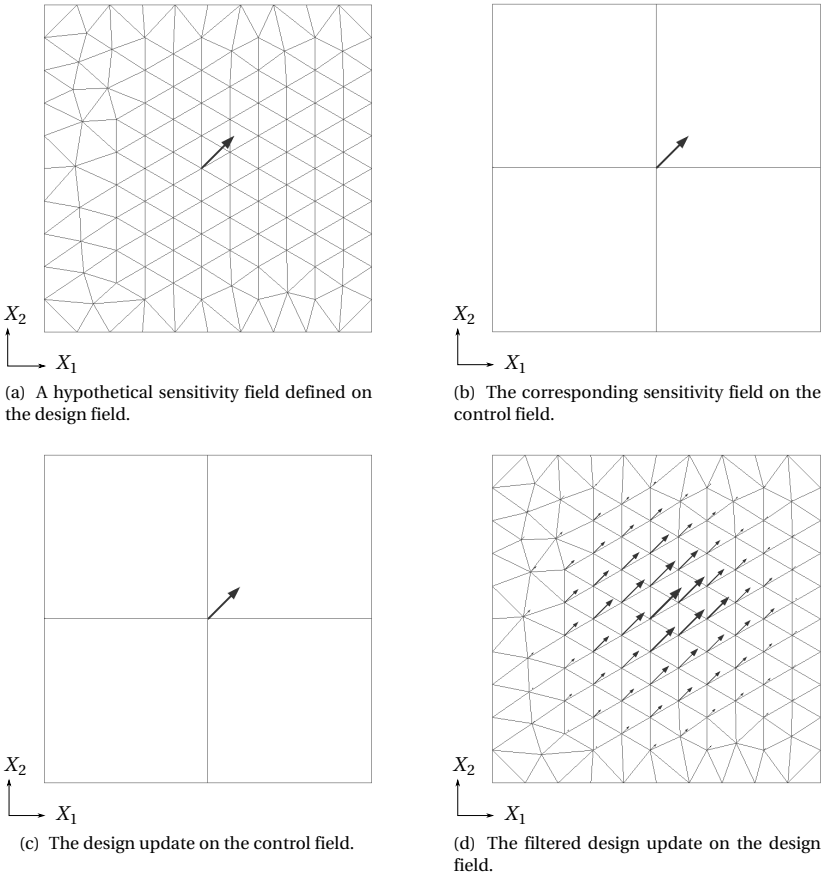 X2
X1
(a) A hypothetical sensitivity field defined on
the design field.
X2
X1
(b) The corresponding sensitivity field on the
control field.
X2
X1
(c) The design update on the control field.
X2
X1
(d) The filtered design update on the design
field.